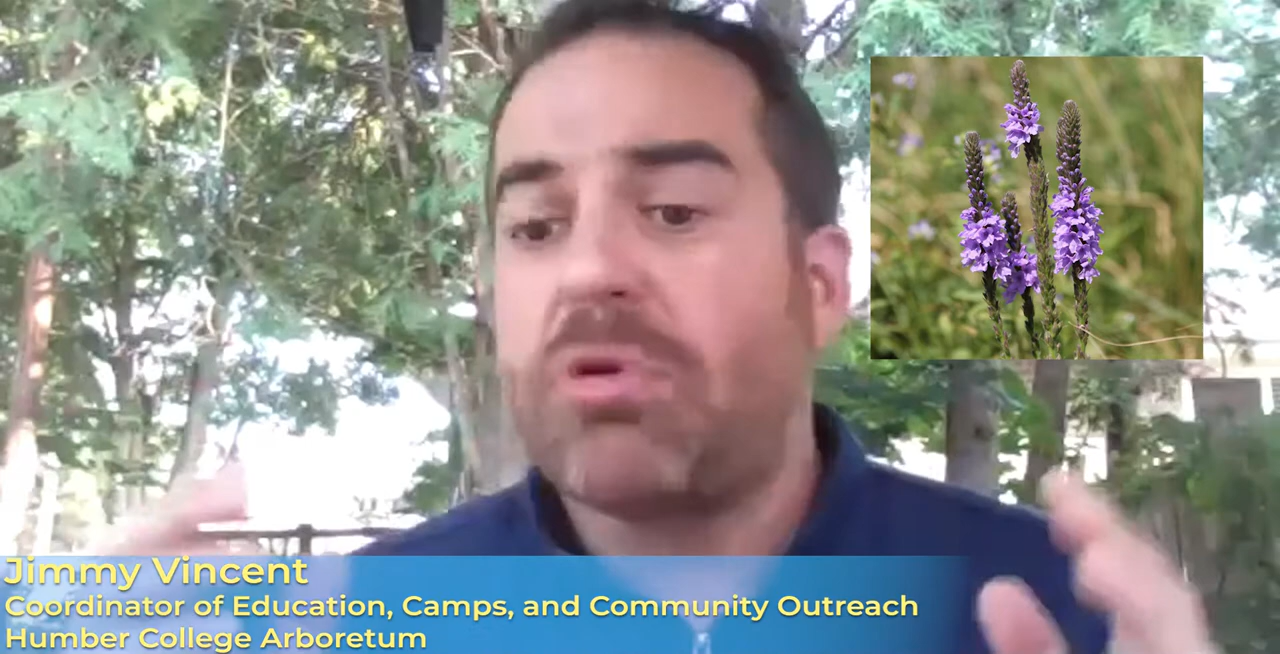 Jimmy Vincent
Coordinator of Education, Camps, and Community Outreach
Humber College Arboretum